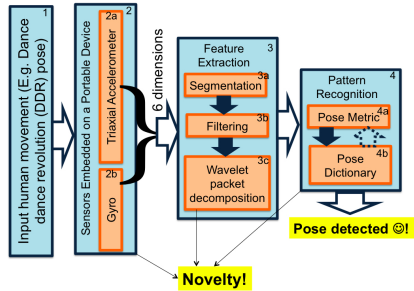 1
Input human movement (E.g. Dance
dance revolution (DDR) pose)
2
Sensors Embedded on a Portable Device
2a
Triaxial Accelerometer
2b
Gyro
6 dimensions
3
Feature
Extraction
3a
Segmentation
3b
Filtering
3c
Wavelet
packet
decomposition
4
Pattern
Recognition
4a
Pose Metric
4b
Pose
Dictionary
Pose detected ☺!
Novelty!